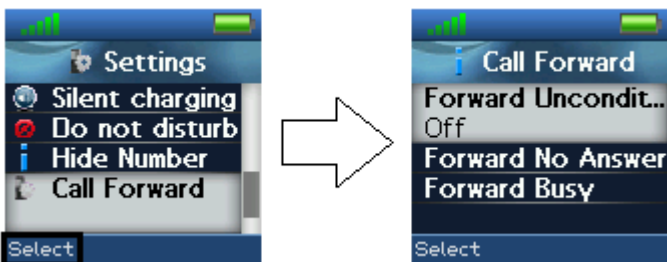 Settings
Silent charging
Do not disturb
Hide Number
Call Forward
Select
Call Forward
Forward Uncondit...
Off
Forward No Answer
Forward Busy
Select